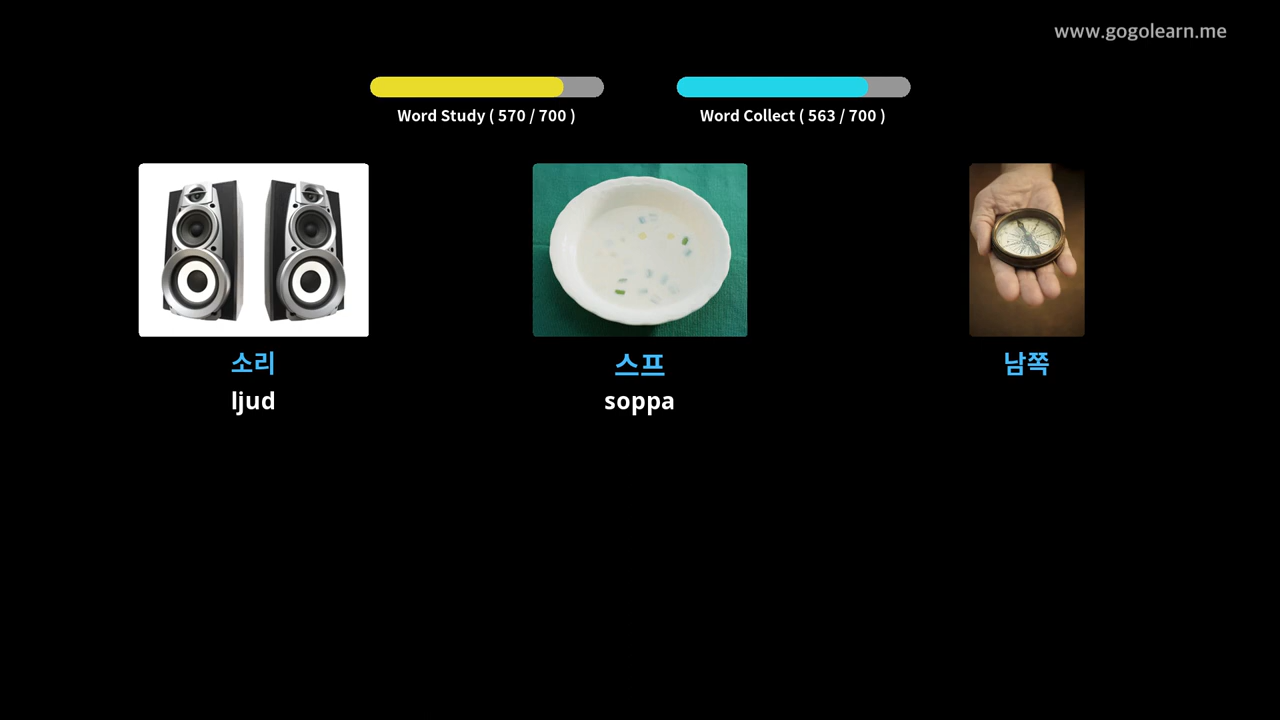 www.gogolearn.me
Word Study ( 570 / 700 )
Word Collect ( 563 / 700 )
소리
스프
남쪽
ljud
soppa